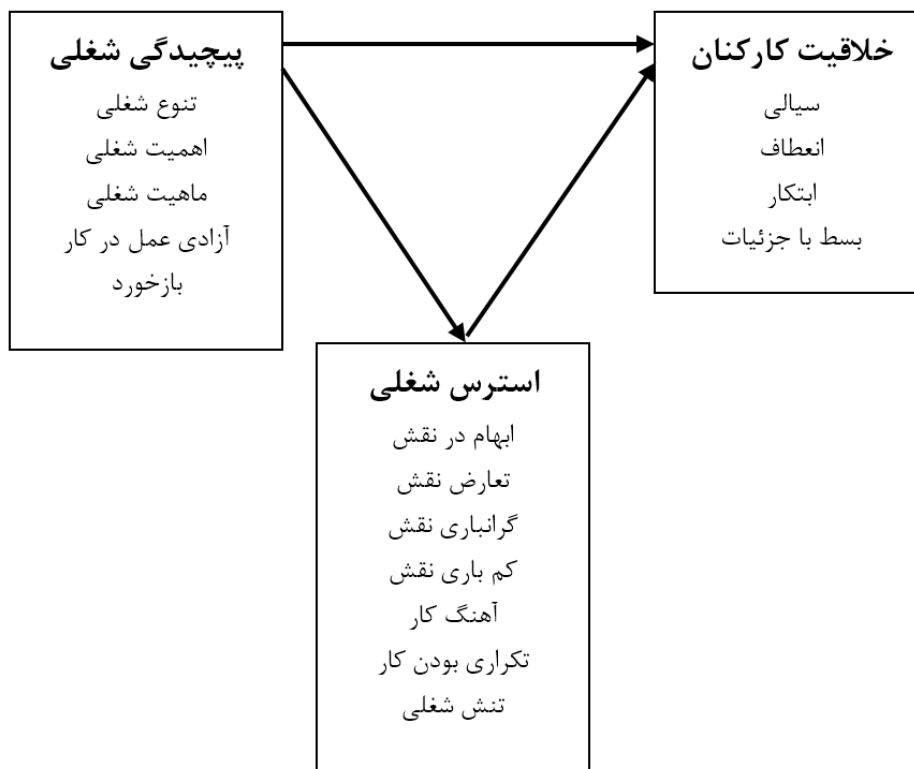 پیچیدگی شغلی
تنوع شغلی
اهمیت شغلی
ماهیت شغلی
آزادی عمل در کار
بازخورد
خلاقیت کارکنان
سیالی
انعطاف
ابتکار
بسط با جزئیات
استرس شغلی
ابهام در نقش
تعارض نقش
گرانباری نقش
کم باری نقش
آهنگ کار
تکراری بودن کار
تنش شغلی